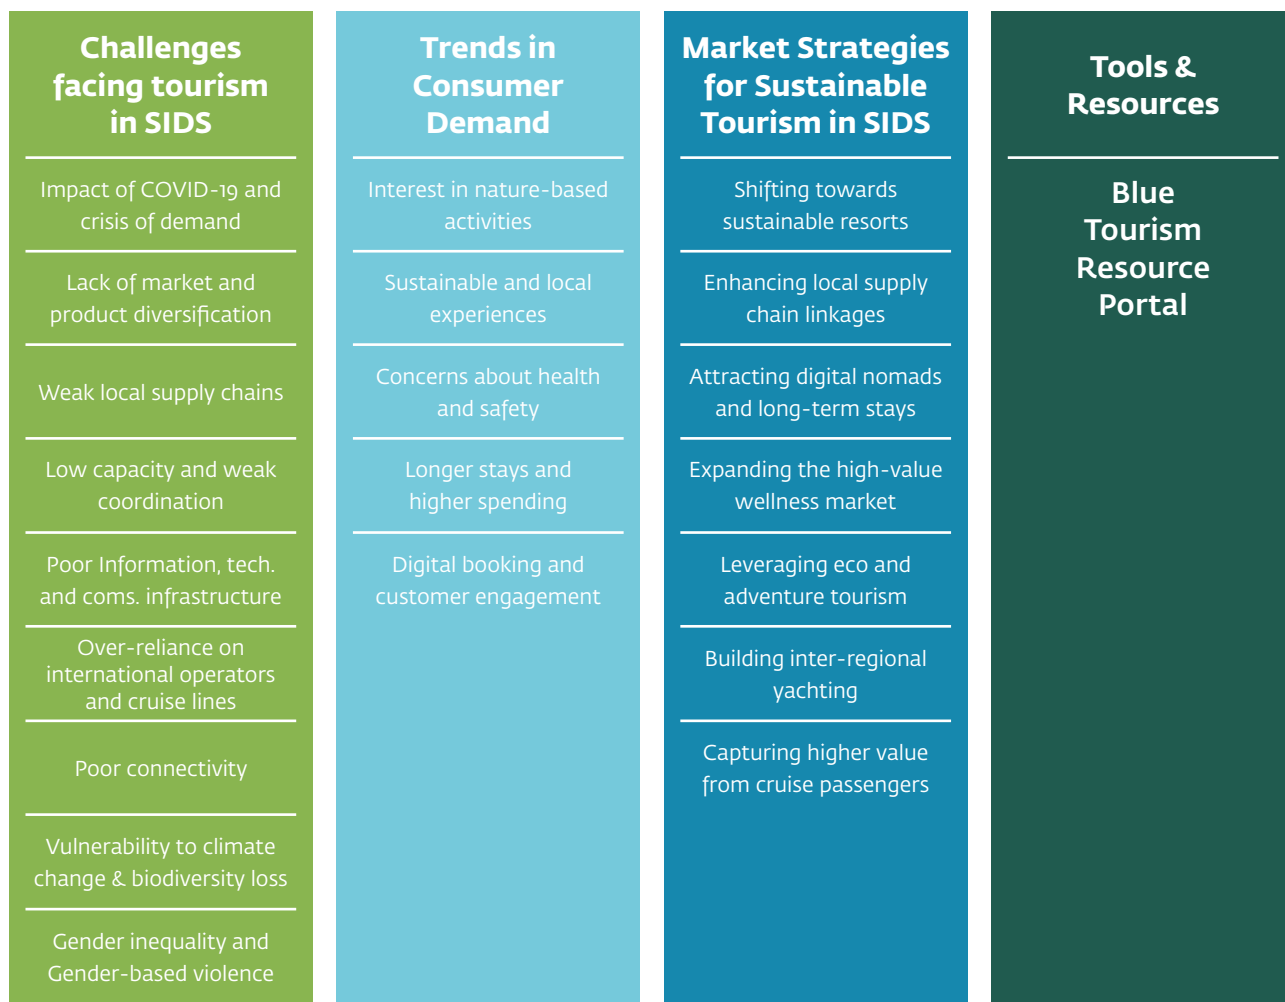 Challenges
facing tourism
in SIDS
Impact of COVID-19 and
crisis of demand
Lack of market and
product diversification
Weak local supply chains
Low capacity and weak
coordination
Poor Information, tech.
and coms. infrastructure
Over-reliance on
international operators
and cruise lines
Poor connectivity
Vulnerability to climate
change & biodiversity loss
Gender inequality and
Gender-based violence
Trends in
Consumer
Demand
Interest in nature-based
activities
Sustainable and local
experiences
Concerns about health
and safety
Longer stays and
higher spending
Digital booking and
customer engagement
Market Strategies
for Sustainable
Tourism in SIDS
Shifting towards
sustainable resorts
Enhancing local supply
chain linkages
Attracting digital nomads
and long-term stays
Expanding the high-value
wellness market
Leveraging eco and
adventure tourism
Building inter-regional
yachting
Capturing higher value
from cruise passengers
Tools &
Resources
Blue
Tourism
Resource
Portal